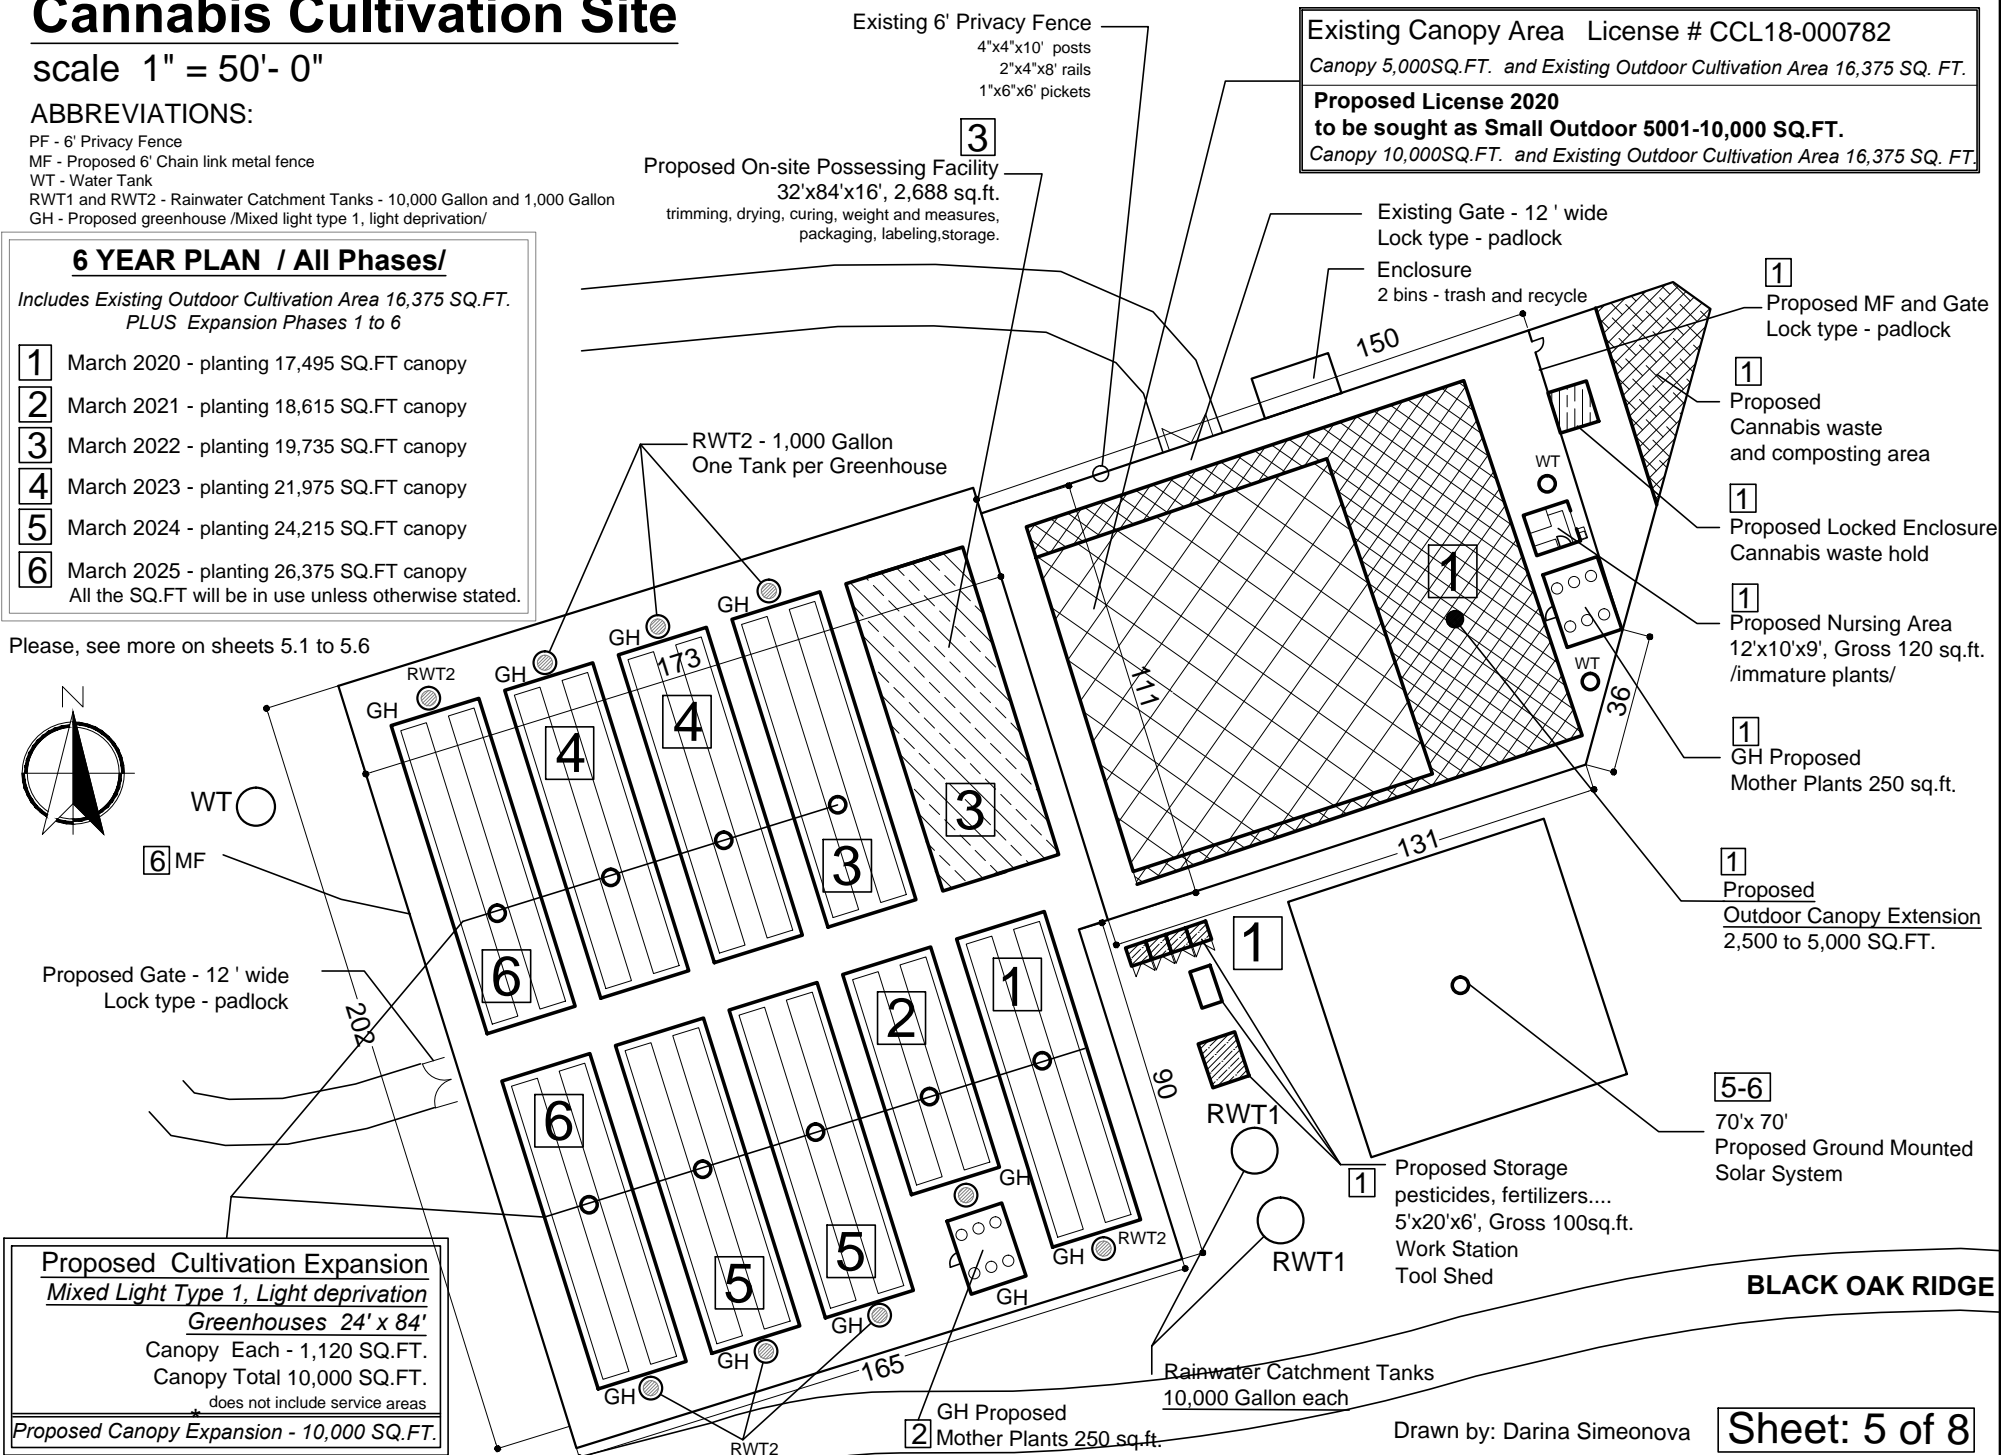 Cannabis Cultivation Site
scale 1" = 50'- 0"
ABBREVIATIONS:
PF - 6' Privacy Fence
MF - Proposed 6' Chain link metal fence
WT - Water Tank
RWT1 and RWT2 - Rainwater Catchment Tanks - 10,000 Gallon and 1,000 Gallon
GH - Proposed greenhouse /Mixed light type 1, light deprivation/
6 YEAR PLAN / All Phases/
Includes Existing Outdoor Cultivation Area 16,375 SQ.FT.
PLUS Expansion Phases 1 to 6
1 March 2020 - planting 17,495 SQ.FT canopy
2 March 2021 - planting 18,615 SQ.FT canopy
3 March 2022 - planting 19,735 SQ.FT canopy
4 March 2023 - planting 21,975 SQ.FT canopy
5 March 2024 - planting 24,215 SQ.FT canopy
6 March 2025 - planting 26,375 SQ.FT canopy
All the SQ.FT will be in use unless otherwise stated.
Please, see more on sheets 5.1 to 5.6
Existing 6' Privacy Fence
4"x4"x10' posts
2"x4"x8' rails
1"x6"x6' pickets
3
Proposed On-site Possessing Facility
32'x84'x16', 2,688 sq.ft.
trimming, drying, curing, weight and measures,
packaging, labeling,storage.
Existing Canopy Area License # CCL18-000782
Canopy 5,000SQ.FT. and Existing Outdoor Cultivation Area 16,375 SQ. FT.
Proposed License 2020
to be sought as Small Outdoor 5001-10,000 SQ.FT.
Canopy 10,000SQ.FT. and Existing Outdoor Cultivation Area 16,375 SQ. FT.
Existing Gate - 12 ' wide
Lock type - padlock
Enclosure
2 bins - trash and recycle
150
1
Proposed MF and Gate
Lock type - padlock
1
Proposed
Cannabis waste
and composting area
1
Proposed Locked Enclosure
Cannabis waste hold
1
Proposed Nursing Area
12'x10'x9', Gross 120 sq.ft.
/immature plants/
1
GH Proposed
Mother Plants 250 sq.ft.
1
Proposed
Outdoor Canopy Extension
2,500 to 5,000 SQ.FT.
RWT2 - 1,000 Gallon
One Tank per Greenhouse
WT
WT
1
111
36
131
173
GH
GH
GH
RWT2
GH
4
4
3
3
6
N
WT
6 MF
Proposed Gate - 12 ' wide
Lock type - padlock
202
6
5
5
2
1
1
90
GH
GH
RWT2
GH
GH
GH
GH
RWT2
165
RWT1
RWT1
5-6
70'x 70'
Proposed Ground Mounted
Solar System
1
Proposed Storage
pesticides, fertilizers....
5'x20'x6', Gross 100sq.ft.
Work Station
Tool Shed
BLACK OAK RIDGE
Rainwater Catchment Tanks
10,000 Gallon each
2
GH Proposed
Mother Plants 250 sq.ft.
Proposed Cultivation Expansion
Mixed Light Type 1, Light deprivation
Greenhouses 24' x 84'
Canopy Each - 1,120 SQ.FT.
Canopy Total 10,000 SQ.FT.
does not include service areas
*
Proposed Canopy Expansion - 10,000 SQ.FT.
Drawn by: Darina Simeonova
Sheet: 5 of 8